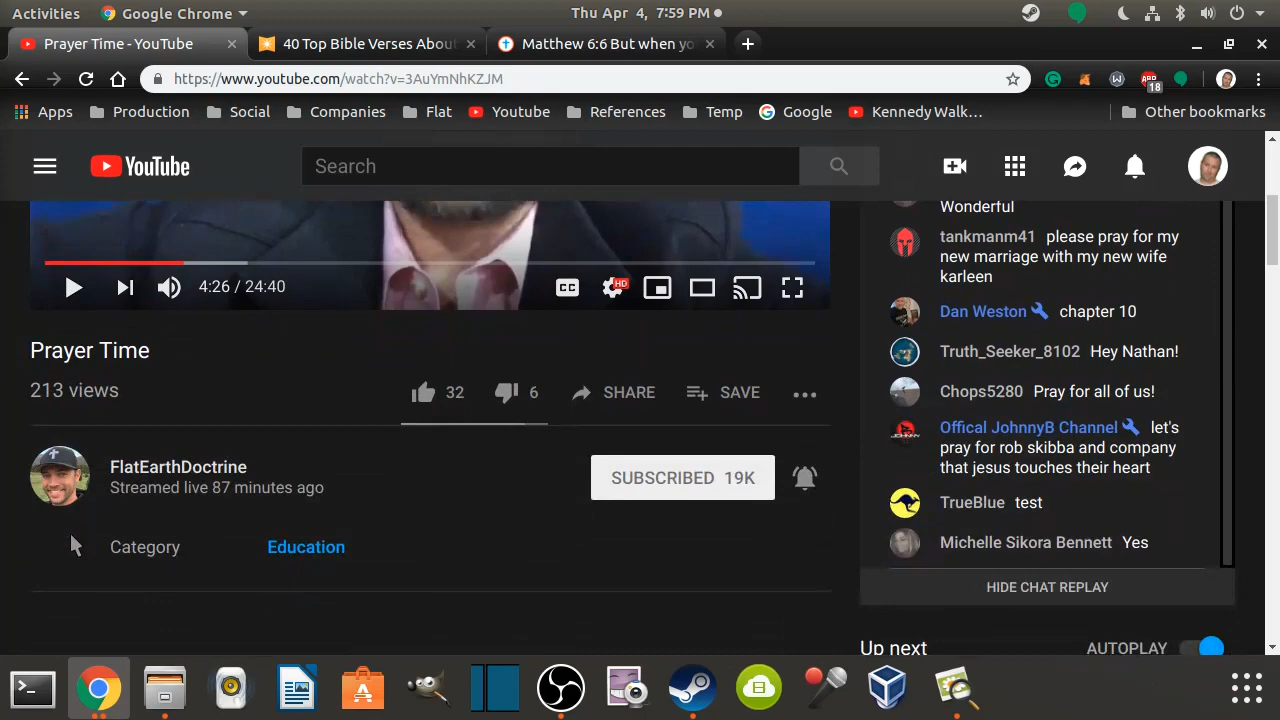 Activities
Google Chrome
Thu Apr 4, 7:59 PM
Prayer Time - YouTube
40 Top Bible Verses About
Matthew 6:6 But when yo
https://www.youtube.com/watch?v=3AuYmNhKZJM
18
Apps
Production
Social
Companies
Flat
Youtube
References
Temp
Google
Kennedy Walk...
Other bookmarks
YouTube
Search
Wonderful
tankmanm41 please pray for my
new marriage with my new wife
karleen
4:26 / 24:40
CC
HD
Dan Weston chapter 10
Prayer Time
Truth_Seeker_8102 Hey Nathan!
213 views
32
6
SHARE
SAVE
Chops5280 Pray for all of us!
Offical JohnnyB Channel let's
pray for rob skibba and company
that jesus touches their heart
FlatEarthDoctrine
Streamed live 87 minutes ago
SUBSCRIBED 19K
TrueBlue test
Michelle Sikora Bennett Yes
Category
Education
HIDE CHAT REPLAY
Up next
AUTOPLAY